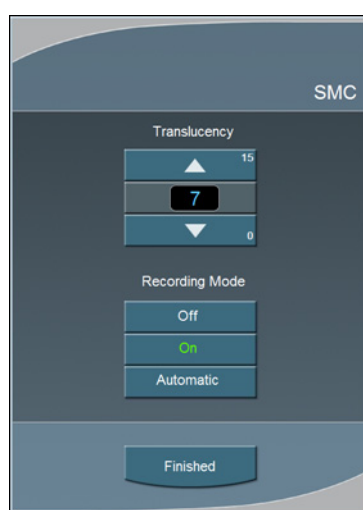 SMC
Translucency
15
7
0
Recording Mode
Off
On
Automatic
Finished